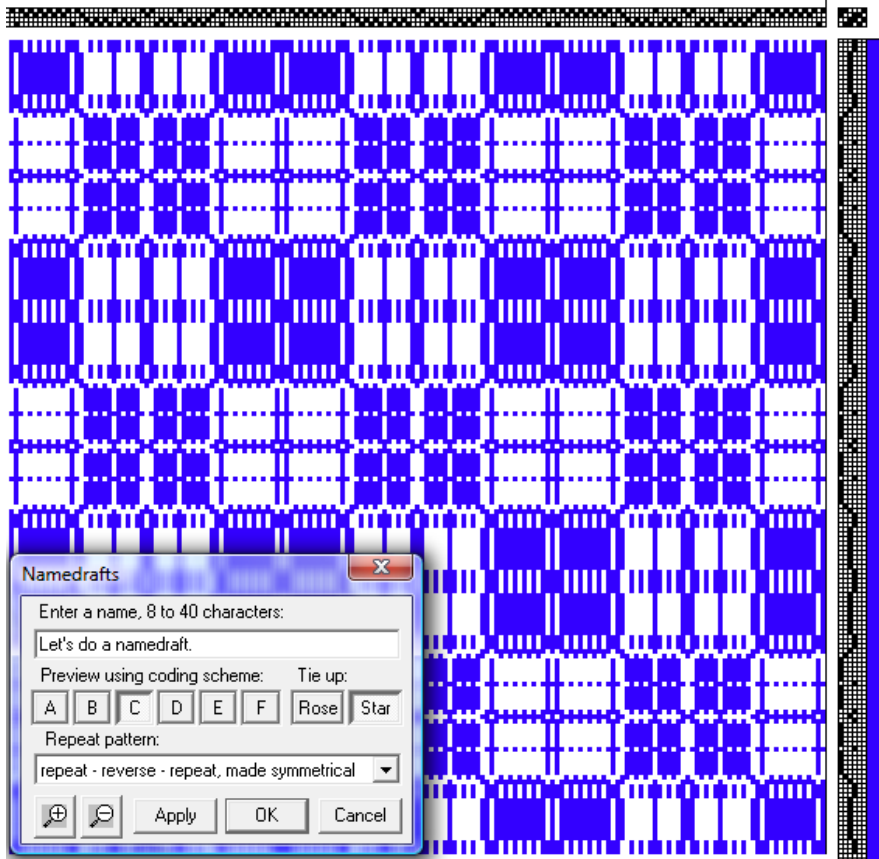 Namedrafts
Enter a name, 8 to 40 characters:
Let's do a namedraft.
Preview using coding scheme: Tie up:
A B C D E F Rose Star
Repeat pattern:
repeat - reverse - repeat, made symmetrical
Apply OK Cancel